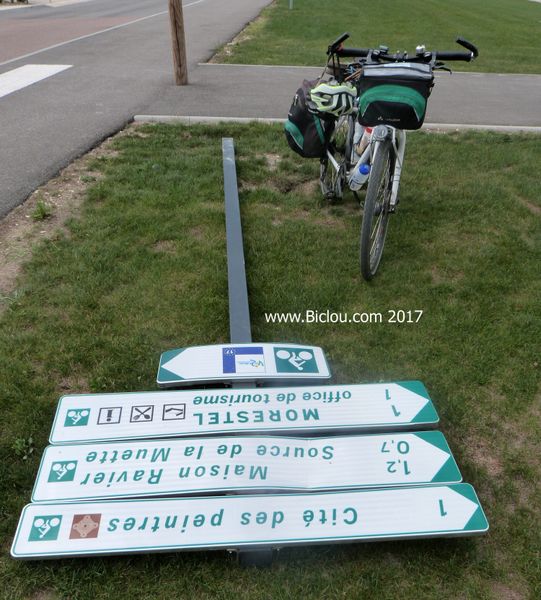 www.Biclou.com 2017
17
MORESTEL 1
office de tourisme
Maison Ravier 1,2
Source de la Muette 0,7
Cité des peintres 1